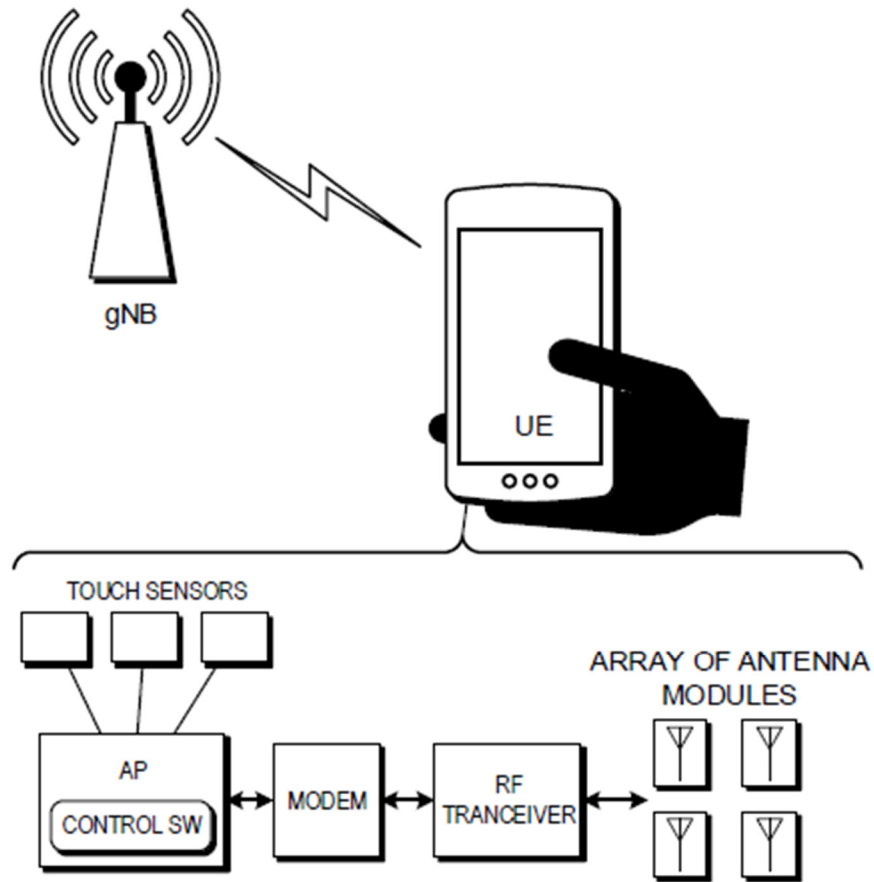 gNB
UE
TOUCH SENSORS
ARRAY OF ANTENNA
MODULES
AP
CONTROL SW
MODEM
RF
TRANCEIVER